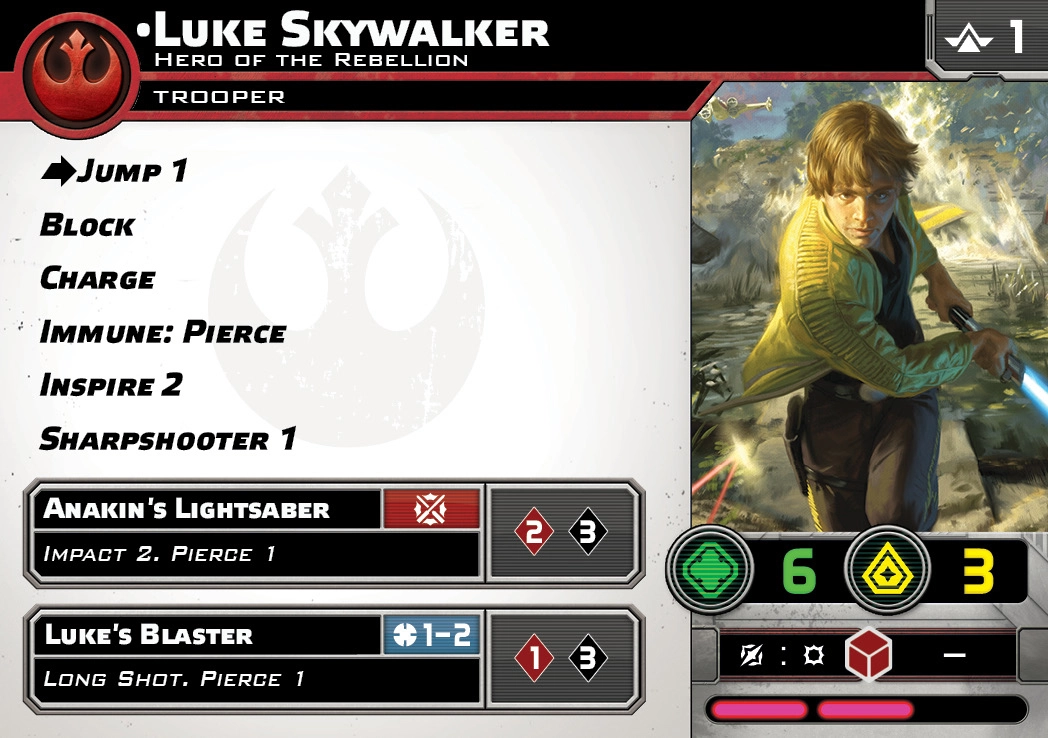 •Luke Skywalker
1
Hero of the Rebellion
Trooper
Jump 1
Block
Charge
Immune: Pierce
Inspire 2
Sharpshooter 1
Anakin's Lightsaber
2 3
Impact 2. Pierce 1
6 3
Luke's Blaster 1–2
1 3
Long Shot. Pierce 1
: –